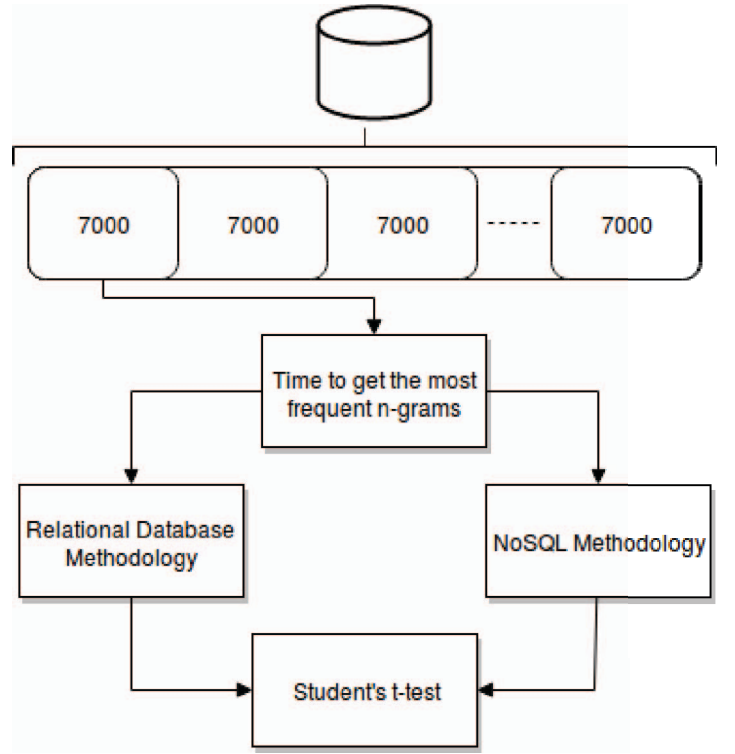 7000
7000
7000
7000
Time to get the most
frequent n-grams
Relational Database
Methodology
NoSQL Methodology
Student's t-test